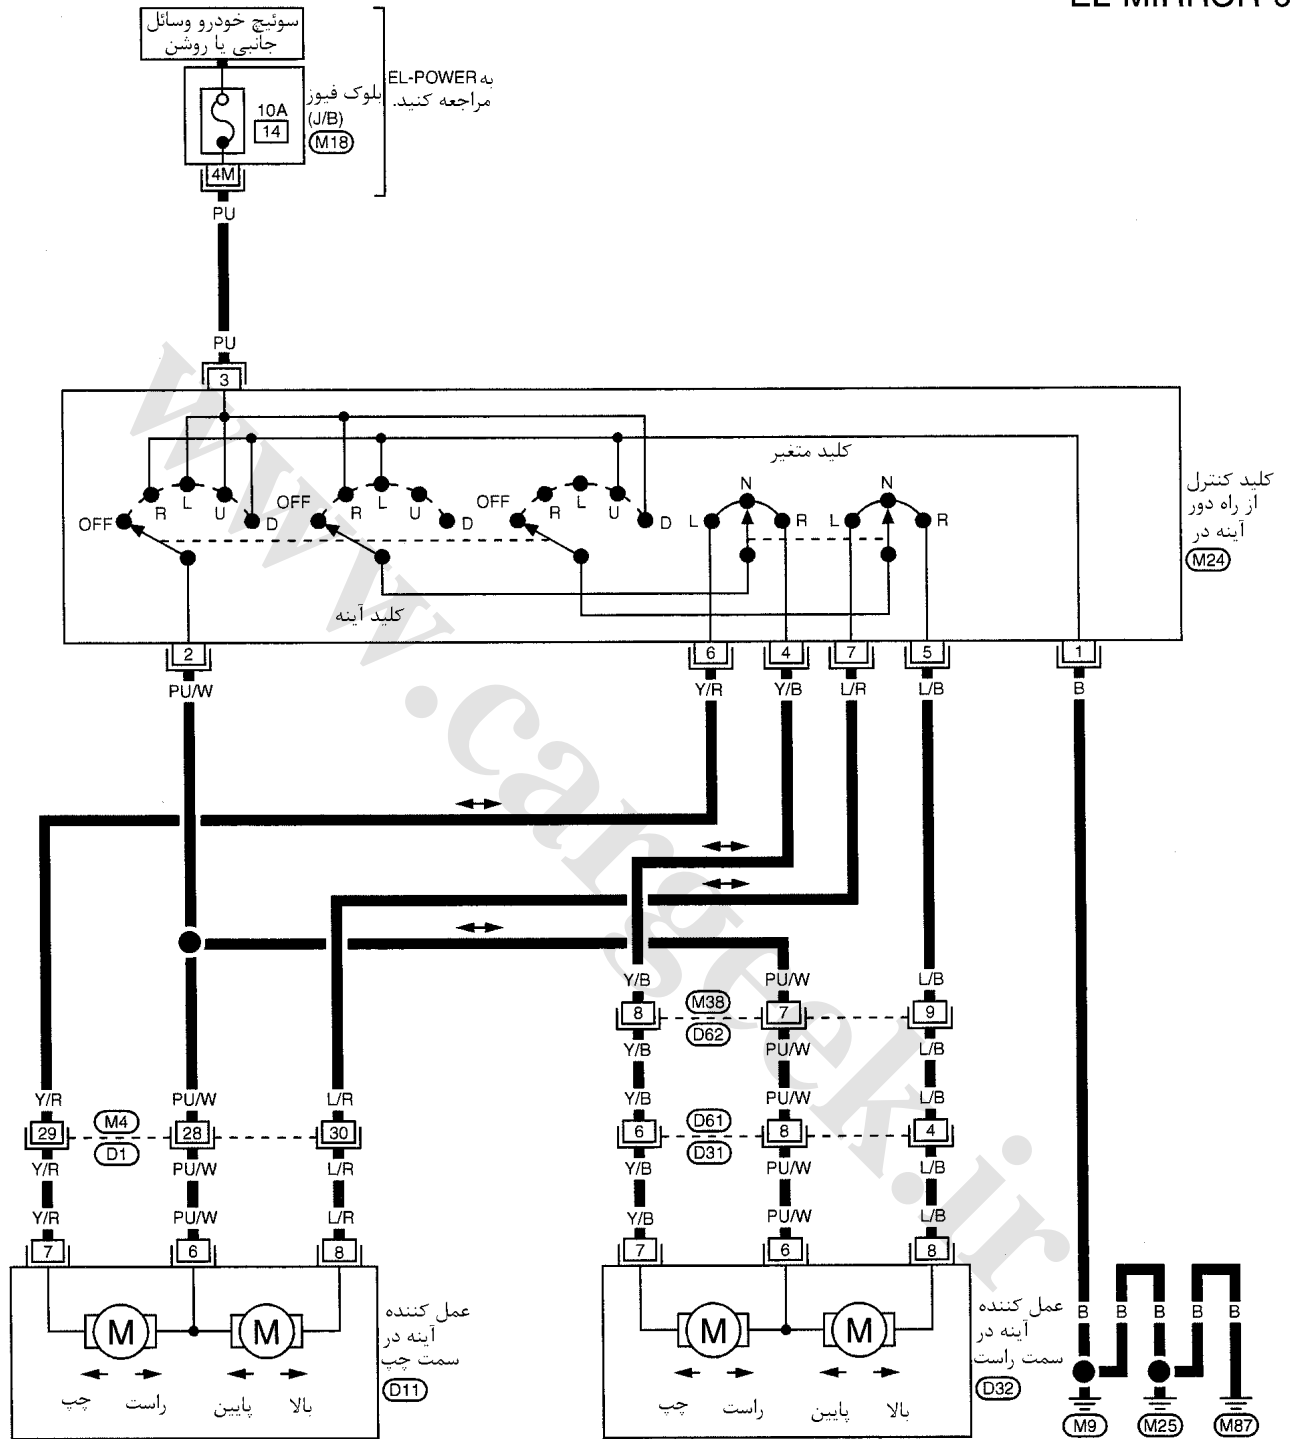 EL-MIRROR-
سوئیچ خودرو وسائل
جانبی یا روشن
بلوک فیوز
(J/B)
M18
10A
14
4M
به EL-POWER
مراجعه کنید.
PU
PU
3
کلید متغیر
OFF R L U D
OFF R L U D
OFF R L U D
L N R
L N R
کلید آینه
کلید کنترل
از راه دور
آینه در
M24
2 6 4 7 5 1
PU/W Y/R Y/B L/R L/B B
Y/B PU/W L/B
8 M38 7 9
D62
Y/B PU/W L/B
Y/R PU/W L/R Y/B PU/W L/B
29 M4 28 30 6 D61 8 4
D1 D31
Y/R PU/W L/R Y/B PU/W L/B
Y/R PU/W L/R Y/B PU/W L/B
7 6 8 7 6 8
M M
چپ راست پایین بالا
عمل کننده
آینه در
سمت چپ
D11
M M
چپ راست پایین بالا
عمل کننده
آینه در
سمت راست
D32
B B B B B
M9 M25 M87
www.cargeek.ir